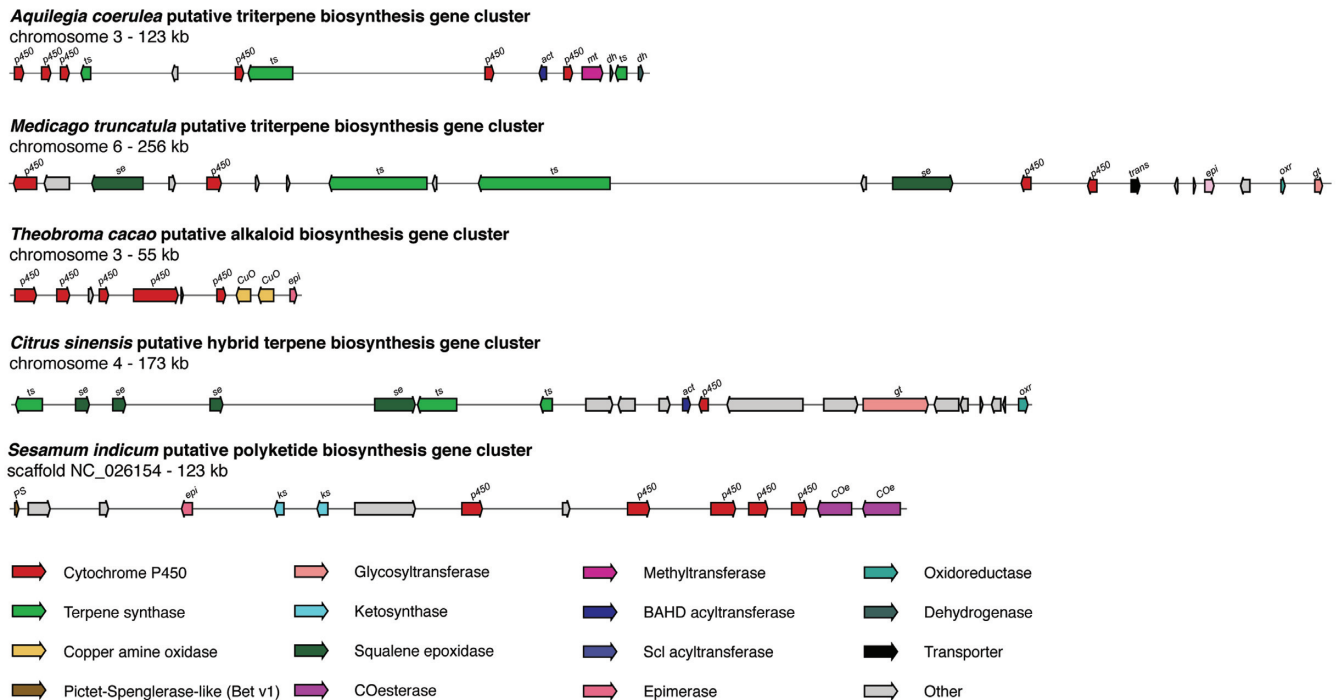 Aquilegia coerulea putative triterpene biosynthesis gene cluster
chromosome 3 - 123 kb
p450 p450 p450 ts p450 ts p450 act p450 mt dh ts dh
Medicago truncatula putative triterpene biosynthesis gene cluster
chromosome 6 - 256 kb
p450 se p450 ts ts se p450 p450 trans epi oxr gt
Theobroma cacao putative alkaloid biosynthesis gene cluster
chromosome 3 - 55 kb
p450 p450 p450 p450 p450 CuO CuO epi
Citrus sinensis putative hybrid terpene biosynthesis gene cluster
chromosome 4 - 173 kb
ts se se se se ts ts act p450 gt oxr
Sesamum indicum putative polyketide biosynthesis gene cluster
scaffold NC_026154 - 123 kb
PS epi ks ks p450 p450 p450 p450 p450 COe COe
Cytochrome P450 Glycosyltransferase Methyltransferase Oxidoreductase
Terpene synthase Ketosynthase BAHD acyltransferase Dehydrogenase
Copper amine oxidase Squalene epoxidase Scl acyltransferase Transporter
Pictet-Spenglerase-like (Bet v1) COesterase Epimerase Other